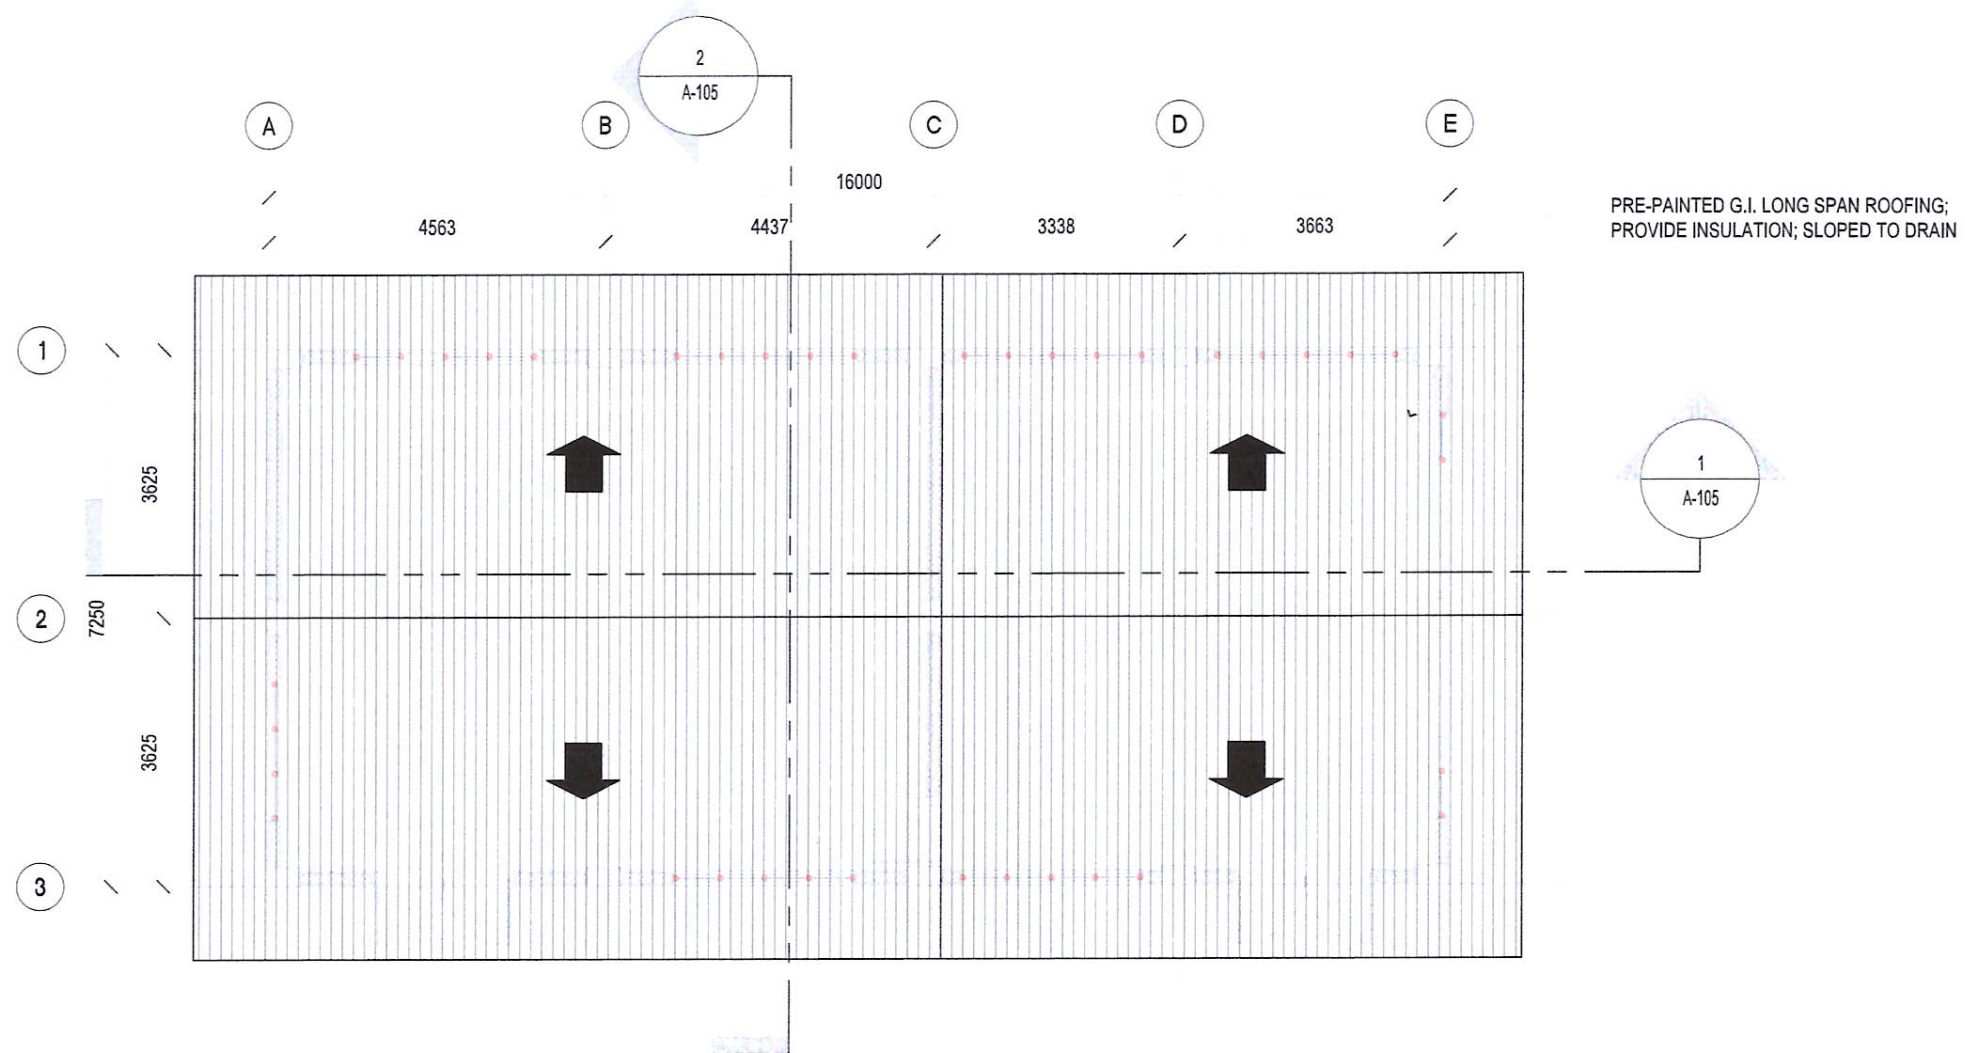 2
A-105
A
B
C
D
E
16000
4563
4437
3338
3663
PRE-PAINTED G.I. LONG SPAN ROOFING;
PROVIDE INSULATION; SLOPED TO DRAIN
1
3625
1
A-105
2
7250
3625
3